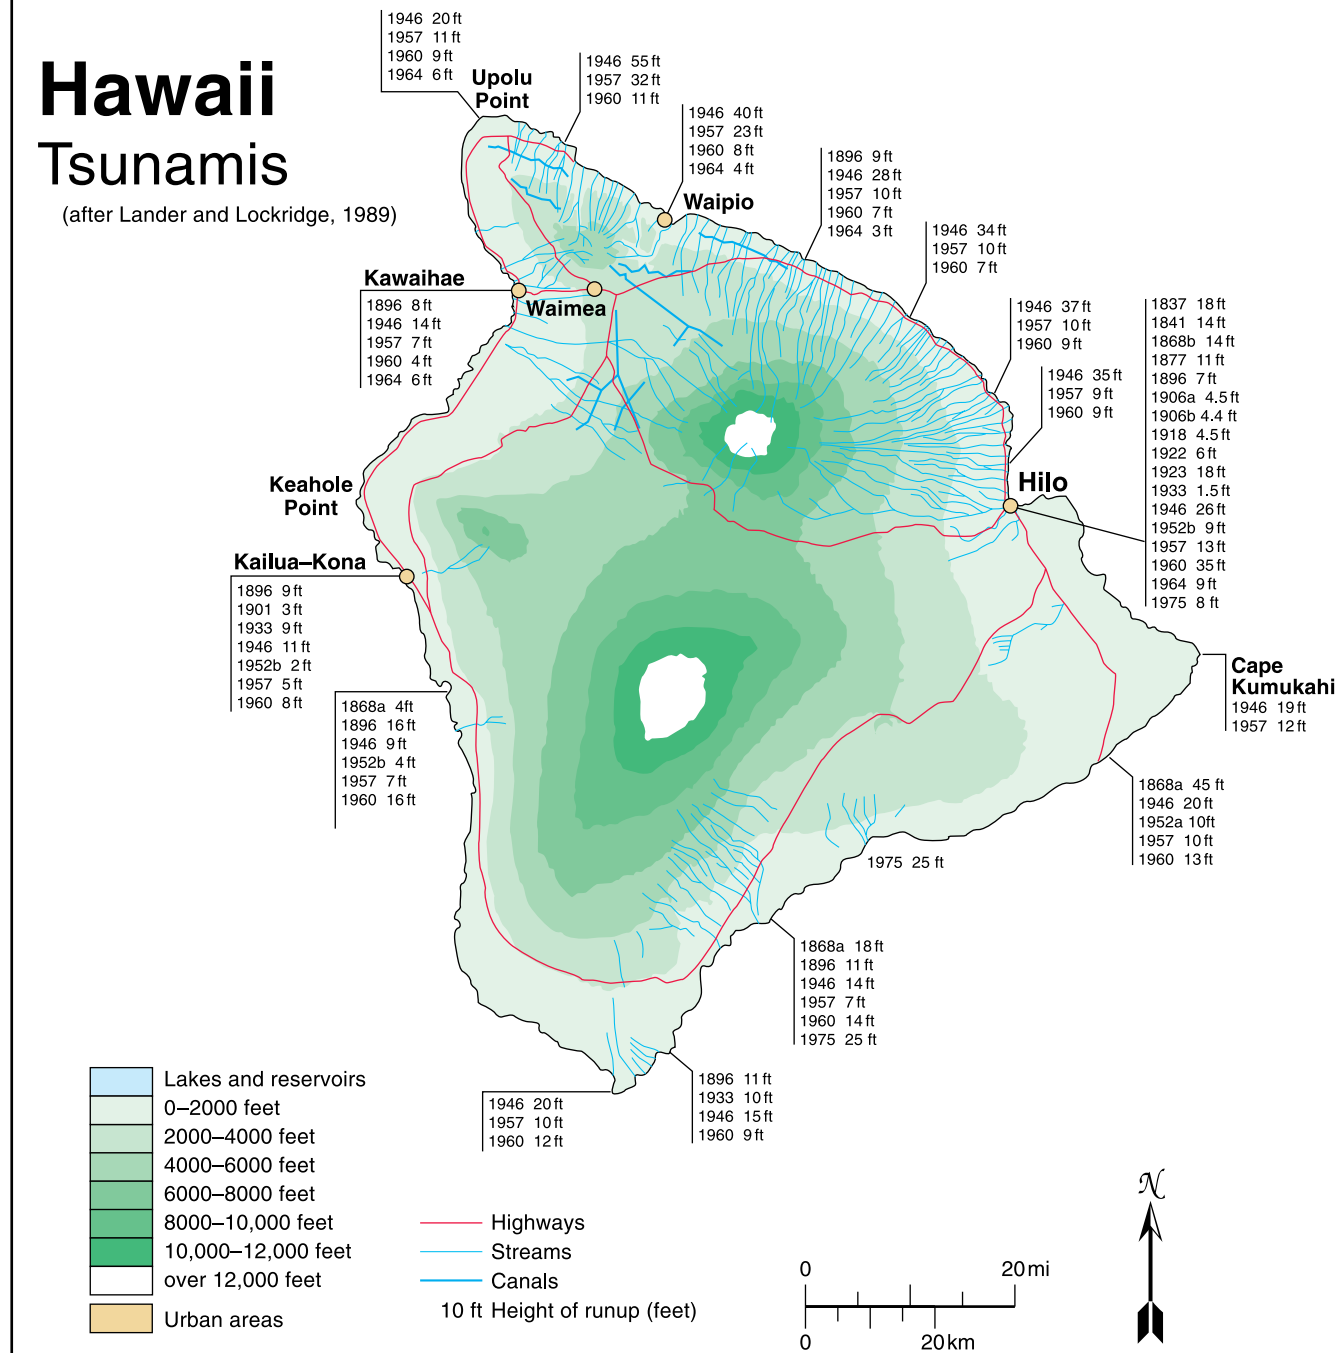 Hawaii
Tsunamis
(after Lander and Lockridge, 1989)
1946 20 ft
1957 11 ft
1960 9 ft
1964 6 ft
Upolu
Point
1946 55 ft
1957 32 ft
1960 11 ft
1946 40 ft
1957 23 ft
1960 8 ft
1964 4 ft
Waipio
1896 9 ft
1946 28 ft
1957 10 ft
1960 7 ft
1964 3 ft
1946 34 ft
1957 10 ft
1960 7 ft
Kawaihae
1896 8 ft
1946 14 ft
1957 7 ft
1960 4 ft
1964 6 ft
Waimea
1946 37 ft
1957 10 ft
1960 9 ft
1946 35 ft
1957 9 ft
1960 9 ft
Hilo
1837 18 ft
1841 14 ft
1868b 14 ft
1877 11 ft
1896 7 ft
1906a 4.5 ft
1906b 4.4 ft
1918 4.5 ft
1922 6 ft
1923 18 ft
1933 1.5 ft
1946 26 ft
1952b 9 ft
1957 13 ft
1960 35 ft
1964 9 ft
1975 8 ft
Keahole
Point
Kailua–Kona
1896 9 ft
1901 3 ft
1933 9 ft
1946 11 ft
1952b 2 ft
1957 5 ft
1960 8 ft
1868a 4ft
1896 16 ft
1946 9 ft
1952b 4 ft
1957 7 ft
1960 16 ft
Cape
Kumukahi
1946 19 ft
1957 12 ft
1868a 45 ft
1946 20 ft
1952a 10ft
1957 10 ft
1960 13 ft
1975 25 ft
1868a 18 ft
1896 11 ft
1946 14 ft
1957 7 ft
1960 14 ft
1975 25 ft
1896 11 ft
1933 10 ft
1946 15 ft
1960 9 ft
1946 20 ft
1957 10 ft
1960 12 ft
Lakes and reservoirs
0–2000 feet
2000–4000 feet
4000–6000 feet
6000–8000 feet
8000–10,000 feet
10,000–12,000 feet
over 12,000 feet
Urban areas
Highways
Streams
Canals
10 ft Height of runup (feet)
0 20 mi
0 20 km
N